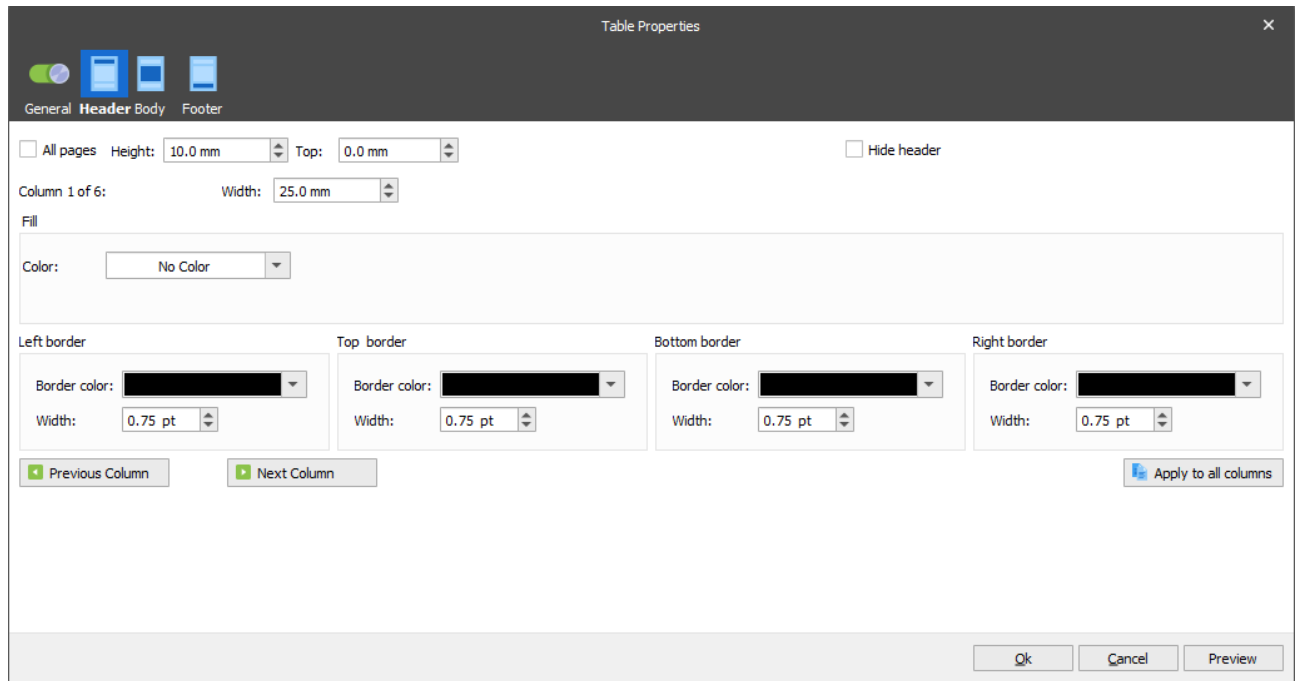 Table Properties
General Header Body Footer
All pages Height: 10.0 mm Top: 0.0 mm Hide header
Column 1 of 6: Width: 25.0 mm
Fill
Color: No Color
Left border Top border Bottom border Right border
Border color: Border color: Border color: Border color:
Width: 0.75 pt Width: 0.75 pt Width: 0.75 pt Width: 0.75 pt
Previous Column Next Column Apply to all columns
Ok Cancel Preview